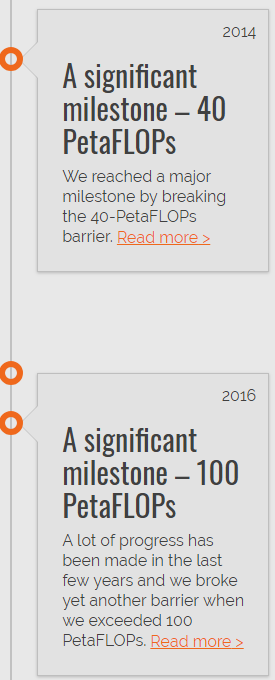 2014
A significant
milestone – 40
PetaFLOPs
We reached a major
milestone by breaking
the 40-PetaFLOPs
barrier. Read more >
2016
A significant
milestone – 100
PetaFLOPs
A lot of progress has
been made in the last
few years and we broke
yet another barrier when
we exceeded 100
PetaFLOPs. Read more >